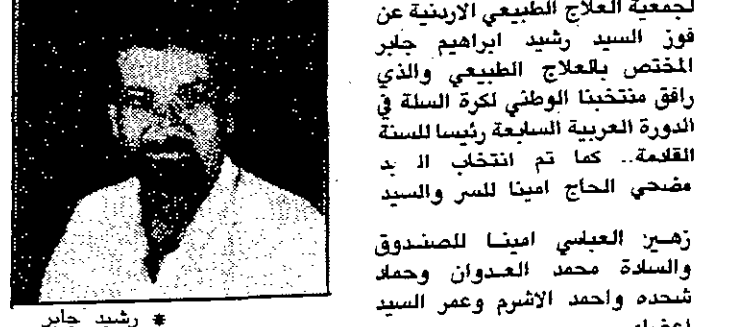 لجمعية العلاج الطبيعي الاردنية عن
فوز السيد رشيد ابراهيم جابر
المختص بالعلاج الطبيعي والذي
رافق منتخبنا الوطني لكرة السلة في
الدورة العربية السابعة رئيسا للسنة
القادمة.. كما تم انتخاب ال يد
مضحي الحاج امينا للسر والسيد
زهير العباسي امينا للصندوق
والسادة محمد العدوان وحماد
شحده واحمد الاشرم وعمر السيد
* رشيد جابر